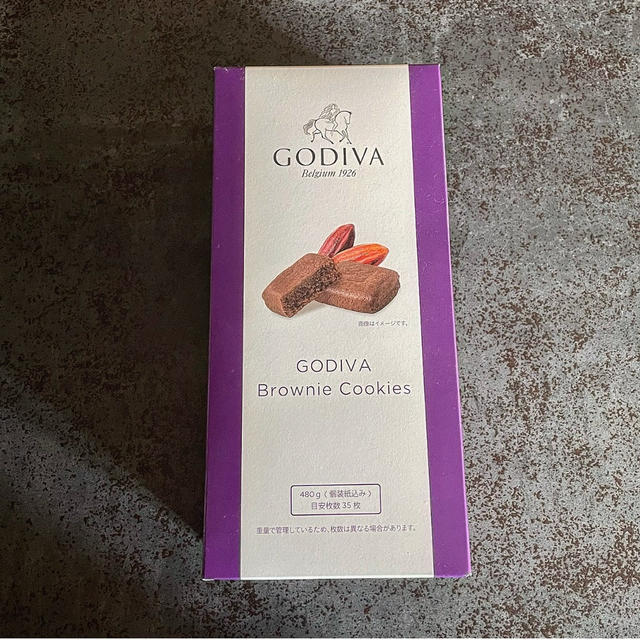 GODIVA
Belgium 1926
画像はイメージです。
GODIVA
Brownie Cookies
480g（個装紙込み）
目安枚数 35 枚
重量で管理しているため、枚数は異なる場合があります。